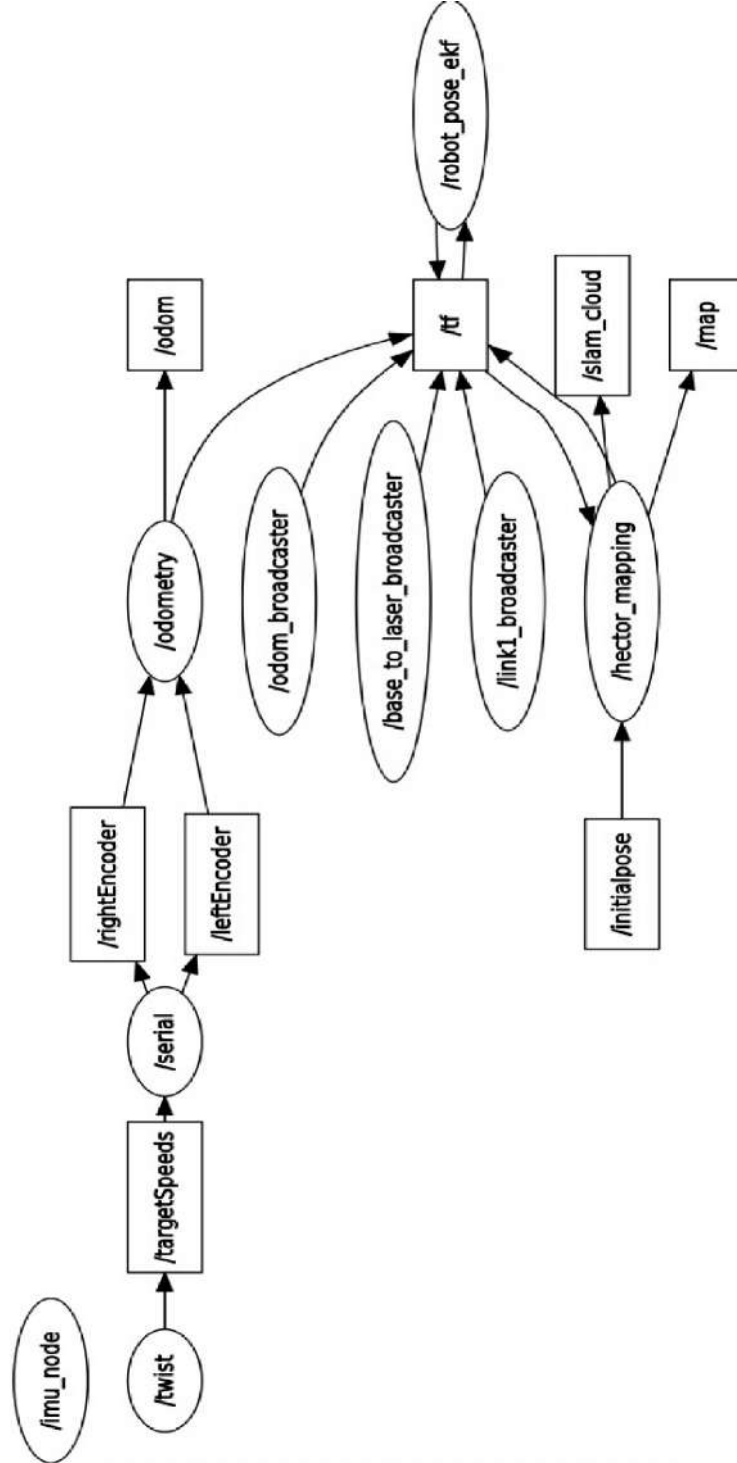 /imu_node
/twist
/targetSpeeds
/serial
/rightEncoder
/leftEncoder
/odometry
/odom
/odom_broadcaster
/base_to_laser_broadcaster
/link1_broadcaster
/tf
/robot_pose_ekf
/initialpose
/hector_mapping
/slam_cloud
/map